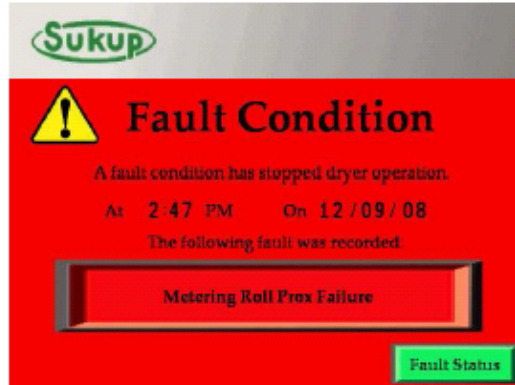 Sukup
Fault Condition
A fault condition has stopped dryer operation.
At 2:47 PM On 12/09/08
The following fault was recorded:
Metering Roll Prox Failure
Fault Status